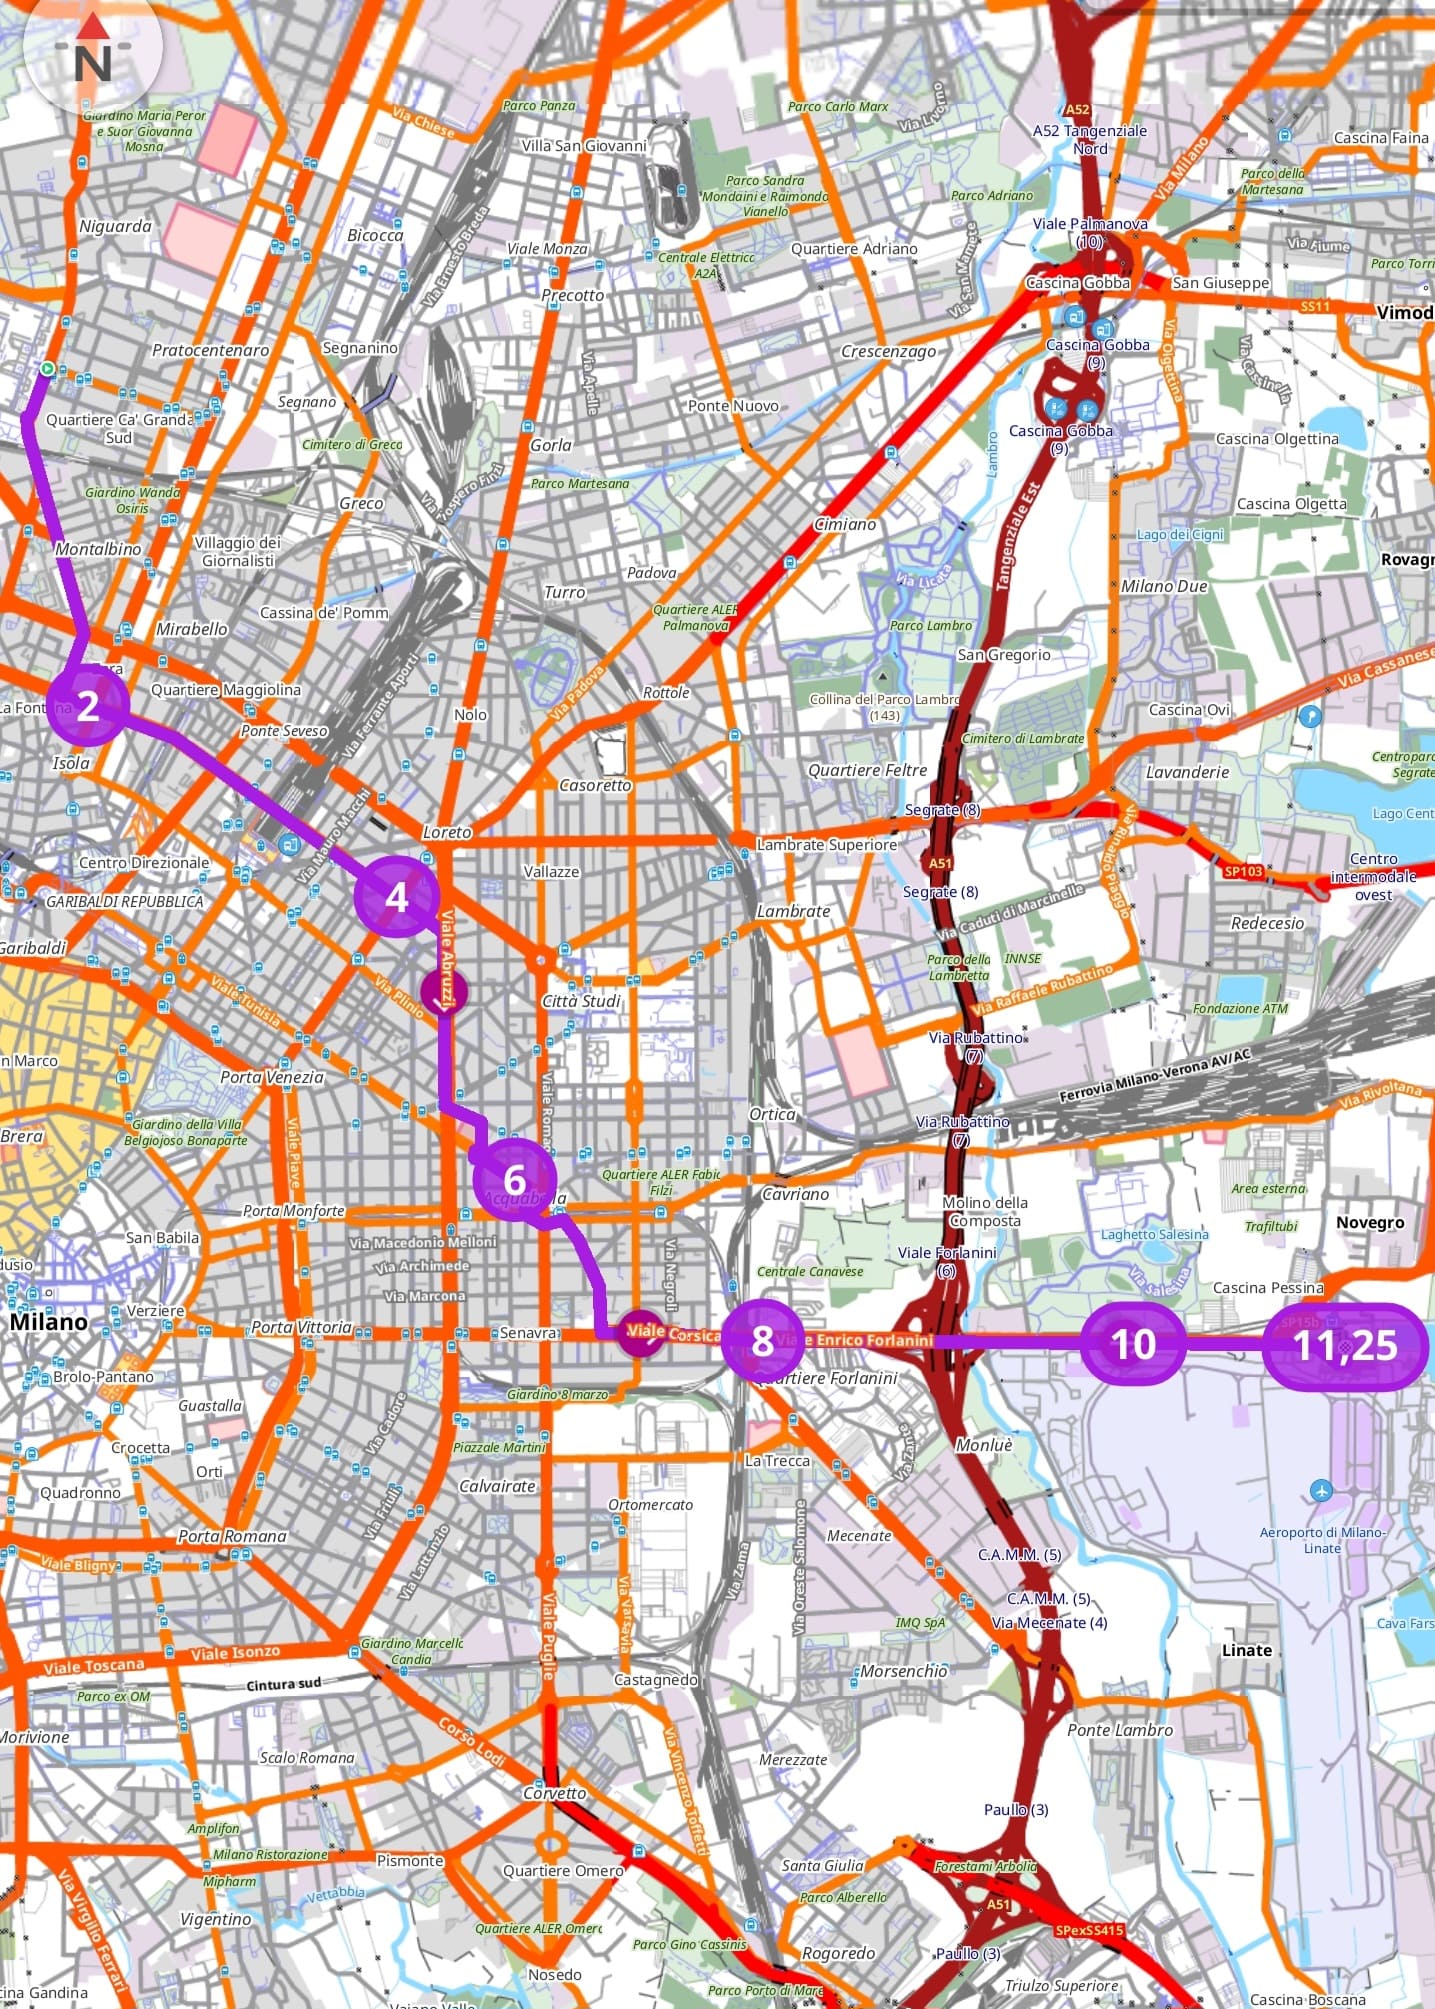 N
A52
Giardino Maria Peron
e Suor Giovanna
Mosna
Via Chiese
Parco Panza
Parco Carlo Marx
Via Livorno
A52 Tangenziale
Nord
Cascina Faina
Villa San Giovanni
Via Milano
Parco della
Martesana
Parco Sandra
Mondaini e Raimondo
Vianello
Parco Adriano
Niguarda
Bicocca
Via Ernesto Breda
Viale Monza
Quartiere Adriano
Viale Palmanova
(10)
Via Fiume
Centrale Elettrica
A2A
Via San Mamete
Parco Torri
Precotto
Cascina Gobba
San Giuseppe
SS11
Vimod
Pratocentenaro
Segnanino
Via Apelle
Crescenzago
Cascina Gobba
(9)
Via Olgettina
Via Cassinella
Segnano
Ponte Nuovo
Quartiere Ca' Granda
Sud
Cimitero di Greco
Gorla
Lambro
Cascina Gobba
(9)
Cascina Olgettina
Giardino Wanda
Osiris
Greco
Via Zospero Finzi
Parco Martesana
Cimiano
Tangenziale Est
Cascina Olgetta
Lago dei Cigni
Montalbino
Villaggio dei
Giornalisti
Padova
Via Licata
Rovagn
Cassina de' Pomm
Turro
Milano Due
Mirabello
Quartiere ALER
Palmanova
Parco Lambro
San Gregorio
Via Cassanese
2
La Font
Quartiere Maggiolina
Via Ferrante Aporti
Via Padova
Rottole
Collina del Parco Lambro
(143)
Cascina Ovi
Ponte Seveso
Nolo
Cimitero di Lambrate
Isola
Casoretto
Quartiere Feltre
Lavanderie
Centroparco
Segrate
Via Mauro Macchi
Segrate (8)
Lago Cent
Loreto
Lambrate Superiore
Via Rinaldo Piaggio
Centro Direzionale
A51
Vallazze
SP103
Centro
intermodale
ovest
GARIBALDI REPUBBLICA
4
Segrate (8)
Via Caduti di Marcinelle
Lambrate
Redecesio
Garibaldi
Viale Abruzzi
Parco della
Lambretta
INNSE
Via Raffaele Rubattino
Viale Tunisia
Via Plinio
Città Studi
Fondazione ATM
n Marco
Via Rubattino
(7)
Porta Venezia
Ferrovia Milano-Verona AV/AC
Via Rivoltana
Giardino della Villa
Belgiojoso Bonaparte
Ortica
Via Rubattino
(7)
Brera
Viale Piave
6
Acquabella
Quartiere ALER Fabio
Filzi
Cavriano
Area esterna
Porta Monforte
Molino della
Composta
Trafiltubi
Novegro
San Babila
Via Macedonio Melloni
Via Negroli
Viale Forlanini
(6)
Laghetto Salesina
dusio
Via Archimede
Centrale Canavese
Via Salesina
Cascina Pessina
Via Marcona
Verziere
Milano
Porta Vittoria
Senavra
Viale Corsica
8
Viale Enrico Forlanini
10
SP15b
11,25
Brolo-Pantano
Giardino 8 marzo
Quartiere Forlanini
Guastalla
Via Cadore
Crocetta
Piazzale Martini
Via Zante
Monluè
Orti
La Trecca
Quadronno
Calvairate
Ortomercato
Via Friuli
Via Oreste Salomone
Mecenate
Aeroporto di Milano-
Linate
Porta Romana
Via Lattanzio
C.A.M.M. (5)
Viale Bligny
Via Zama
C.A.M.M. (5)
Via Varsavia
IMQ SpA
Via Mecenate (4)
Cava Fars
Viale Puglie
Linate
Viale Isonzo
Giardino Marcello
Candia
Viale Toscana
Castagnedo
Morsenchio
Cintura sud
Parco ex OM
Morivione
Ponte Lambro
Corso Lodi
Scalo Romana
Via Vincenzo Toffetti
Merezzate
Corvetto
Paullo (3)
Amplifon
Milano Ristorazione
Pismonte
Quartiere Omero
Santa Giulia
Forestami Arbolia
Mipharm
Vettabbia
Parco Alberello
A51
Via Virgilio Ferrari
Vigentino
Quartiere ALER Omero
SPexSS415
Parco Gino Cassinis
Rogoredo
Paullo (3)
Nosedo
Parco Porto di Mare
Triulzo Superiore
cina Gandina
Vaiano Valle
Cascina Boscana